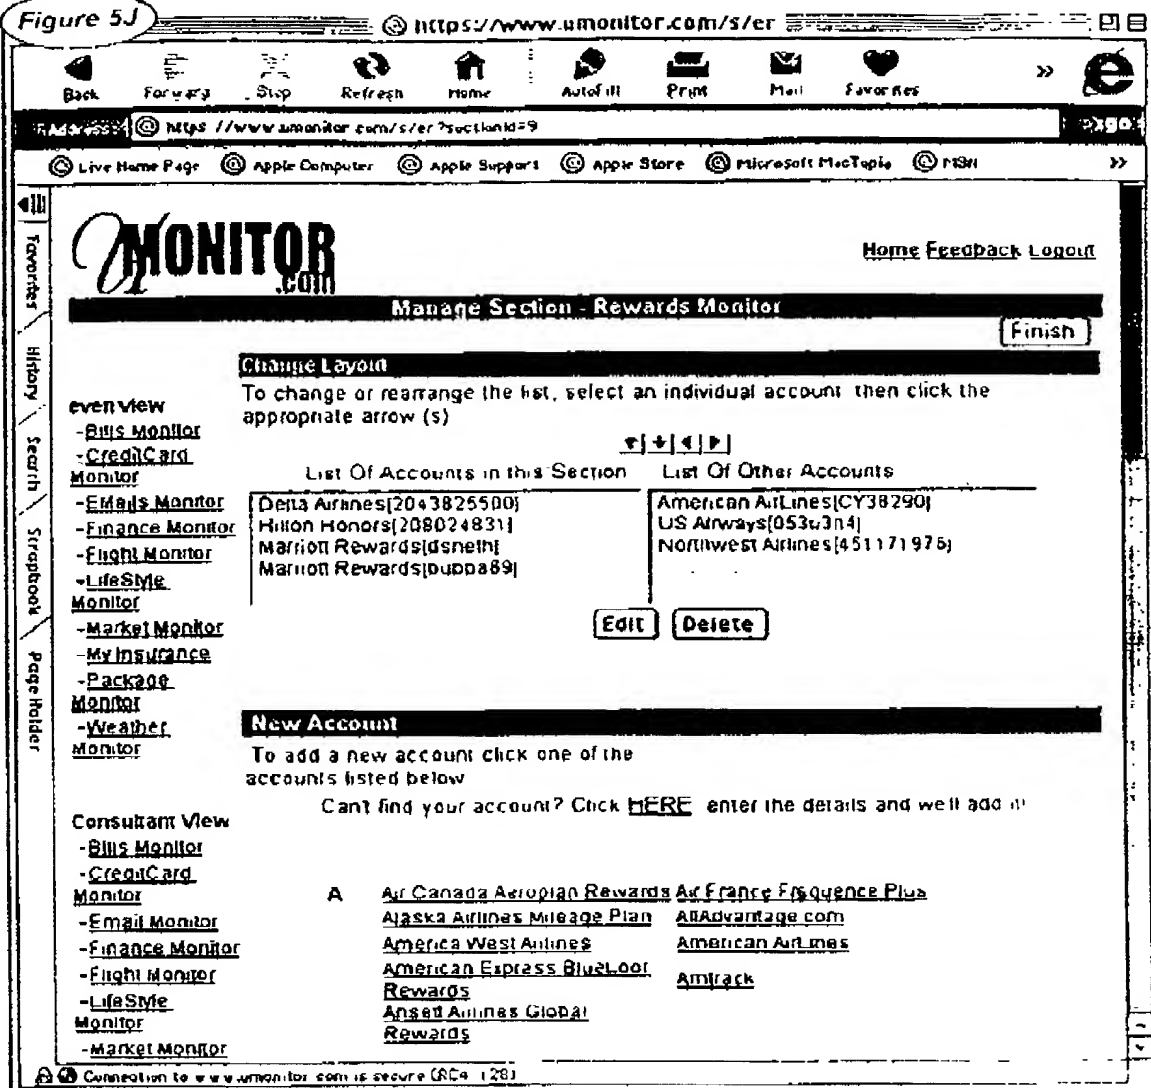 Figure 5J
https://www.umonitor.com/s/er
Back Forward Stop Refresh Home AutoFill Print Mail Favorites »
Address: https://www.umonitor.com/s/er?sectionid=9 go
Live Home Page Apple Computer Apple Support Apple Store Microsoft MacTopia MSN »
Favorites
History
Search
Scrapbook
Page Holder
UMONITOR.com
Home Feedback Logout
Manage Section - Rewards Monitor
Finish
Change Layout
To change or rearrange the list, select an individual account then click the
appropriate arrow (s)
List Of Accounts in this Section List Of Other Accounts
Delta Airlines[2043825500] American AirLines[CY38290]
Hilton Honors[208024831] US Airways[]
Marriott Rewards[dsneth] Northwest Airlines[451171976]
Marriott Rewards[bubba69]
Edit Delete
New Account
To add a new account click one of the
accounts listed below
Can't find your account? Click HERE enter the details and we'll add it!
A Air Canada Aeroplan Rewards Air France Frequence Plus
Alaska Airlines Mileage Plan AllAdvantage com
America West Airlines American AirLines
American Express BlueLoot
Rewards Amtrack
Ansett Airlines Global
Rewards
even view
-Bills Monitor
-CreditCard
Monitor
-EMails Monitor
-Finance Monitor
-Flight Monitor
-LifeStyle
Monitor
-Market Monitor
-My Insurance
-Package
Monitor
-Weather
Monitor
Consultant View
-Bills Monitor
-CreditCard
Monitor
-Email Monitor
-Finance Monitor
-Flight Monitor
-LifeStyle
Monitor
-Market Monitor
Connection to www.umonitor.com is secure (RC4-128)